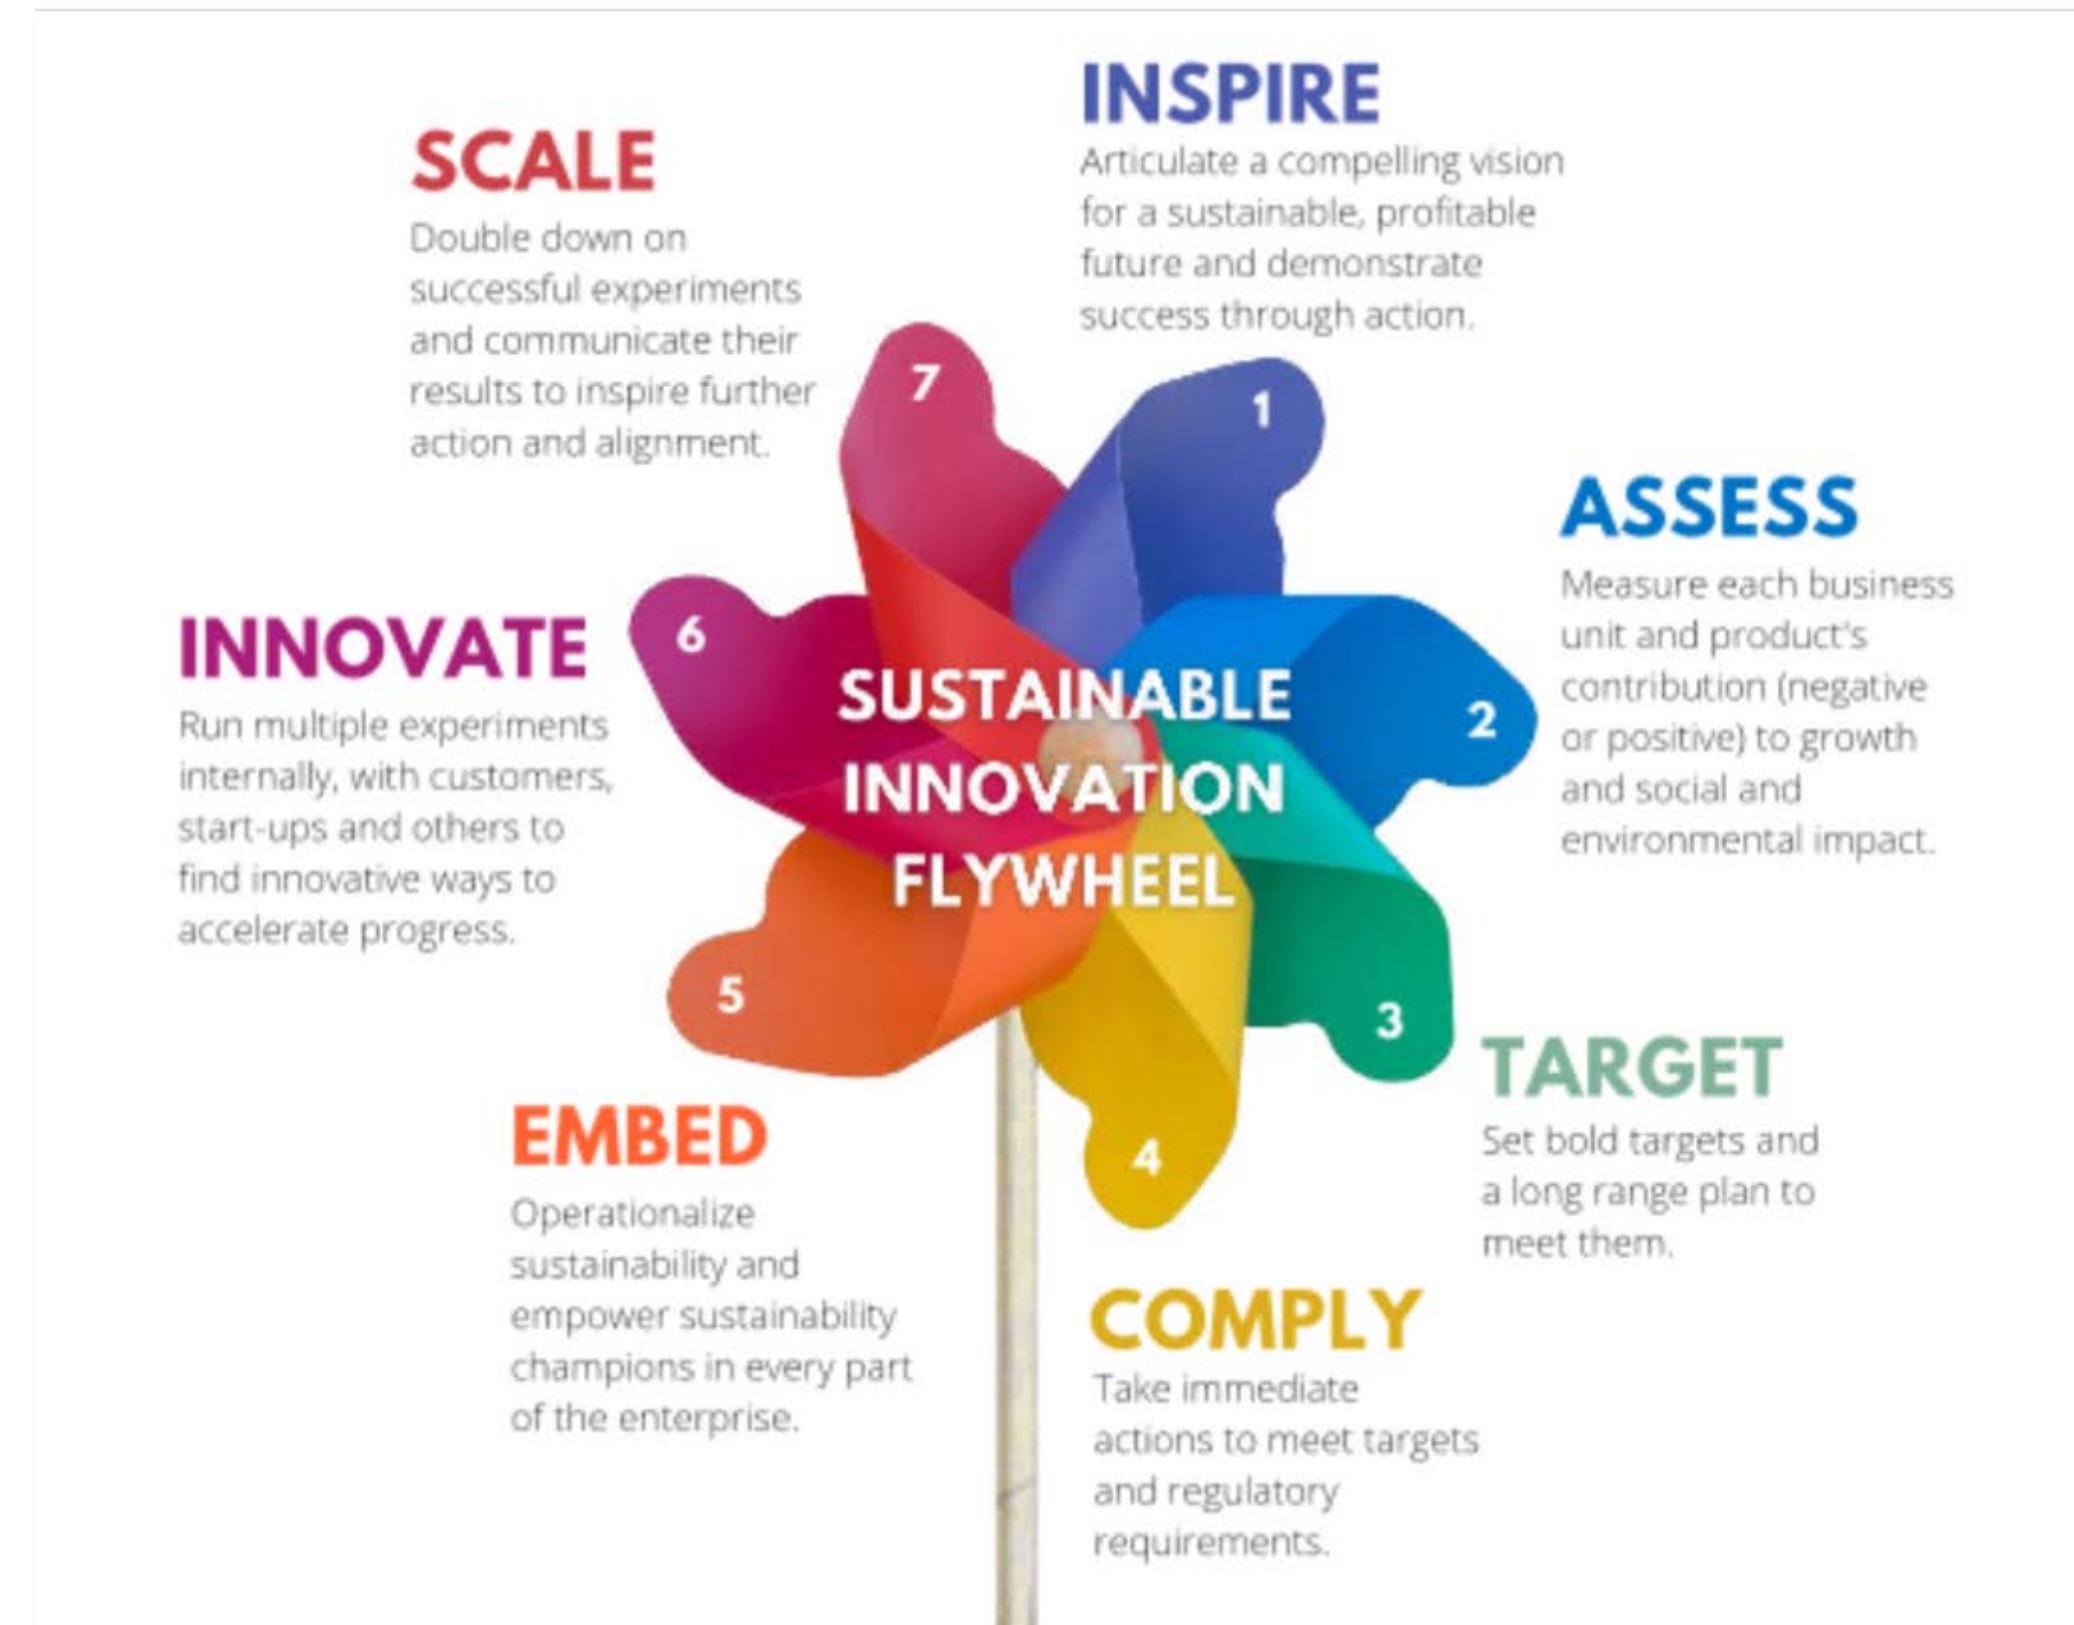 INSPIRE
Articulate a compelling vision
for a sustainable, profitable
future and demonstrate
success through action.
1
ASSESS
Measure each business
unit and product's
contribution (negative
or positive) to growth
and social and
environmental impact.
2
TARGET
Set bold targets and
a long range plan to
meet them.
3
COMPLY
Take immediate
actions to meet targets
and regulatory
requirements.
4
EMBED
Operationalize
sustainability and
empower sustainability
champions in every part
of the enterprise.
5
INNOVATE
Run multiple experiments
internally, with customers,
start-ups and others to
find innovative ways to
accelerate progress.
6
SCALE
Double down on
successful experiments
and communicate their
results to inspire further
action and alignment.
7
SUSTAINABLE
INNOVATION
FLYWHEEL